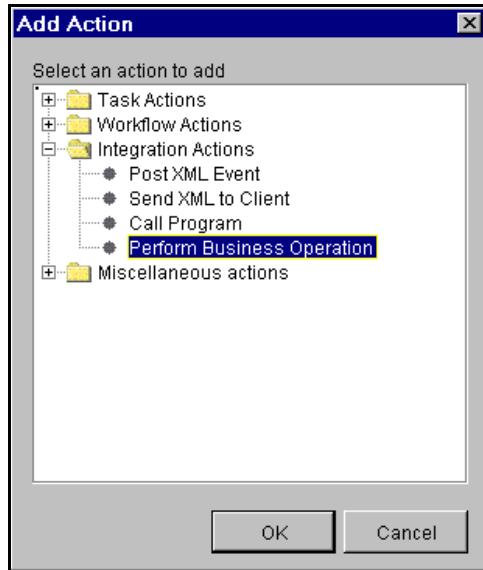 Add Action
Select an action to add
Task Actions
Workflow Actions
Integration Actions
Post XML Event
Send XML to Client
Call Program
Perform Business Operation
Miscellaneous actions
OK Cancel